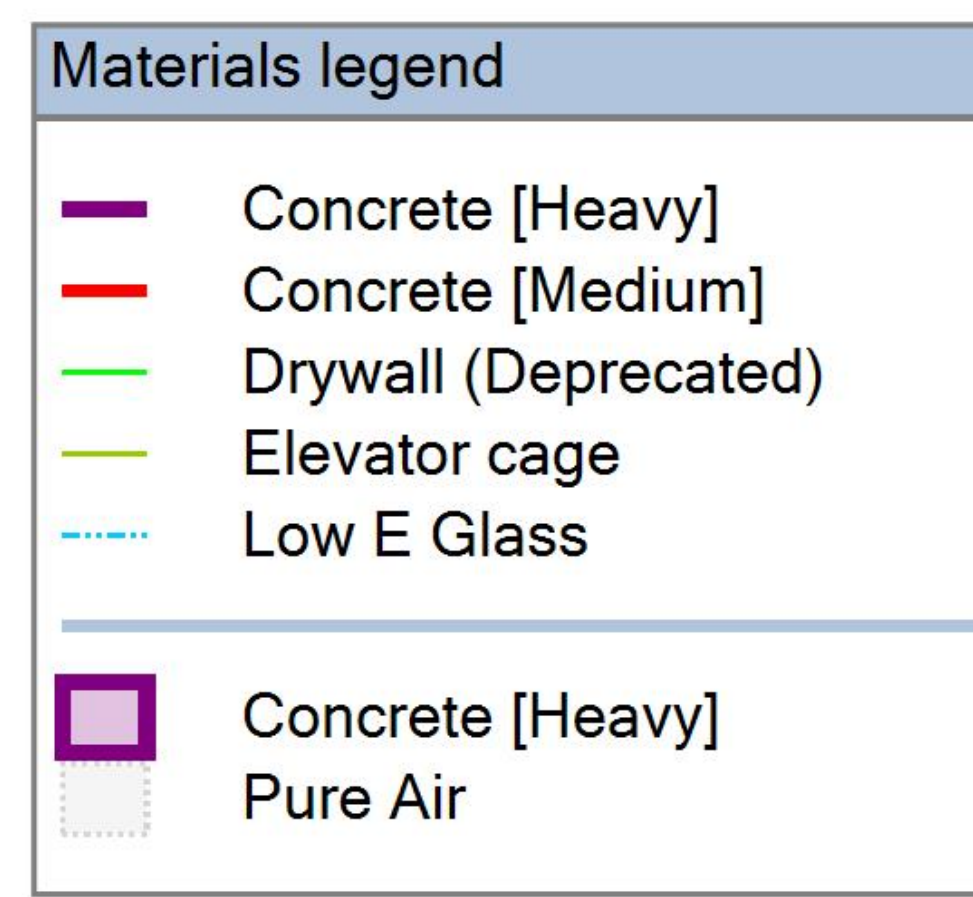 Materials legend
Concrete [Heavy]
Concrete [Medium]
Drywall (Deprecated)
Elevator cage
Low E Glass
Concrete [Heavy]
Pure Air